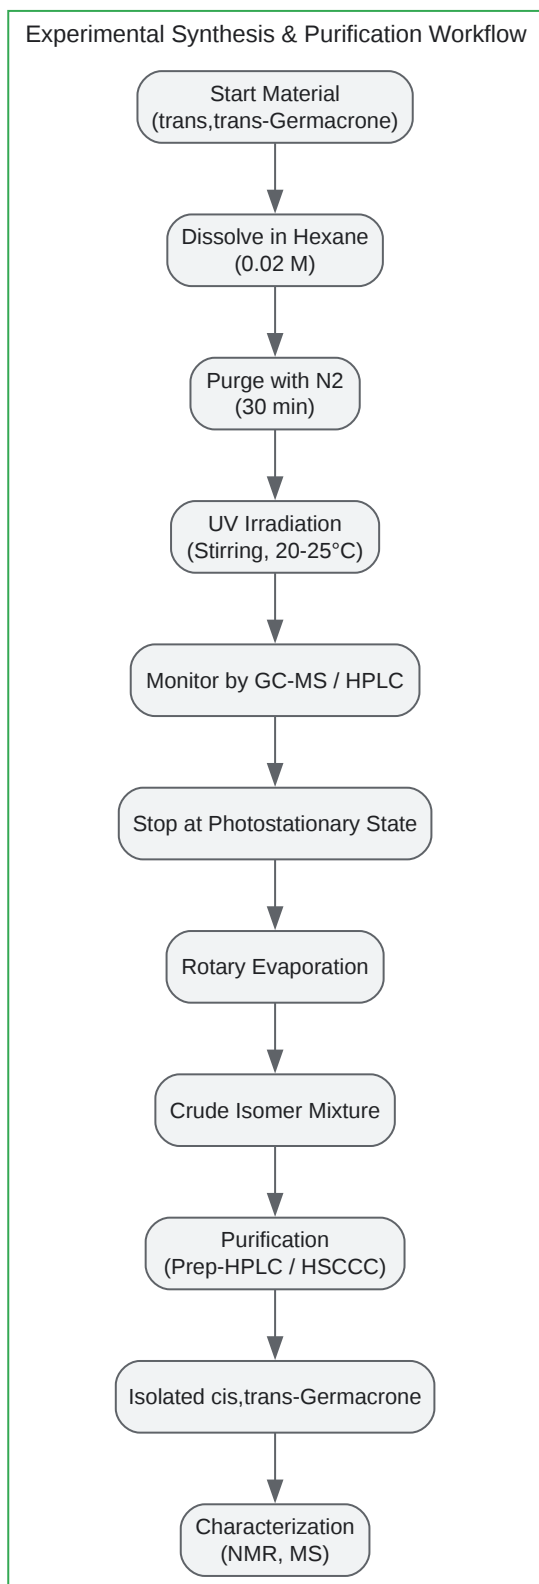 Experimental Synthesis & Purification Workflow
Start Material
(trans,trans-Germacrone)
Dissolve in Hexane
(0.02 M)
Purge with N2
(30 min)
UV Irradiation
(Stirring, 20-25°C)
Monitor by GC-MS / HPLC
Stop at Photostationary State
Rotary Evaporation
Crude Isomer Mixture
Purification
(Prep-HPLC / HSCCC)
Isolated cis,trans-Germacrone
Characterization
(NMR, MS)